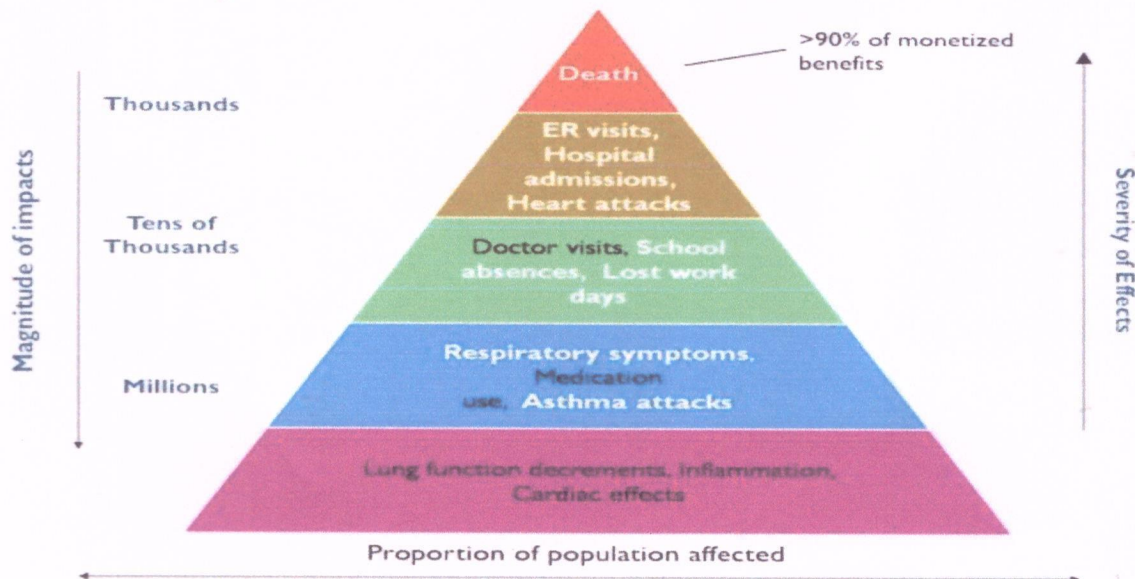 >90% of monetized
benefits
Death
Thousands
ER visits,
Hospital
admissions,
Heart attacks
Tens of
Thousands
Doctor visits, School
absences, Lost work
days
Magnitude of impacts
Severity of Effects
Respiratory symptoms,
Medication
use, Asthma attacks
Millions
Lung function decrements, Inflammation,
Cardiac effects
Proportion of population affected